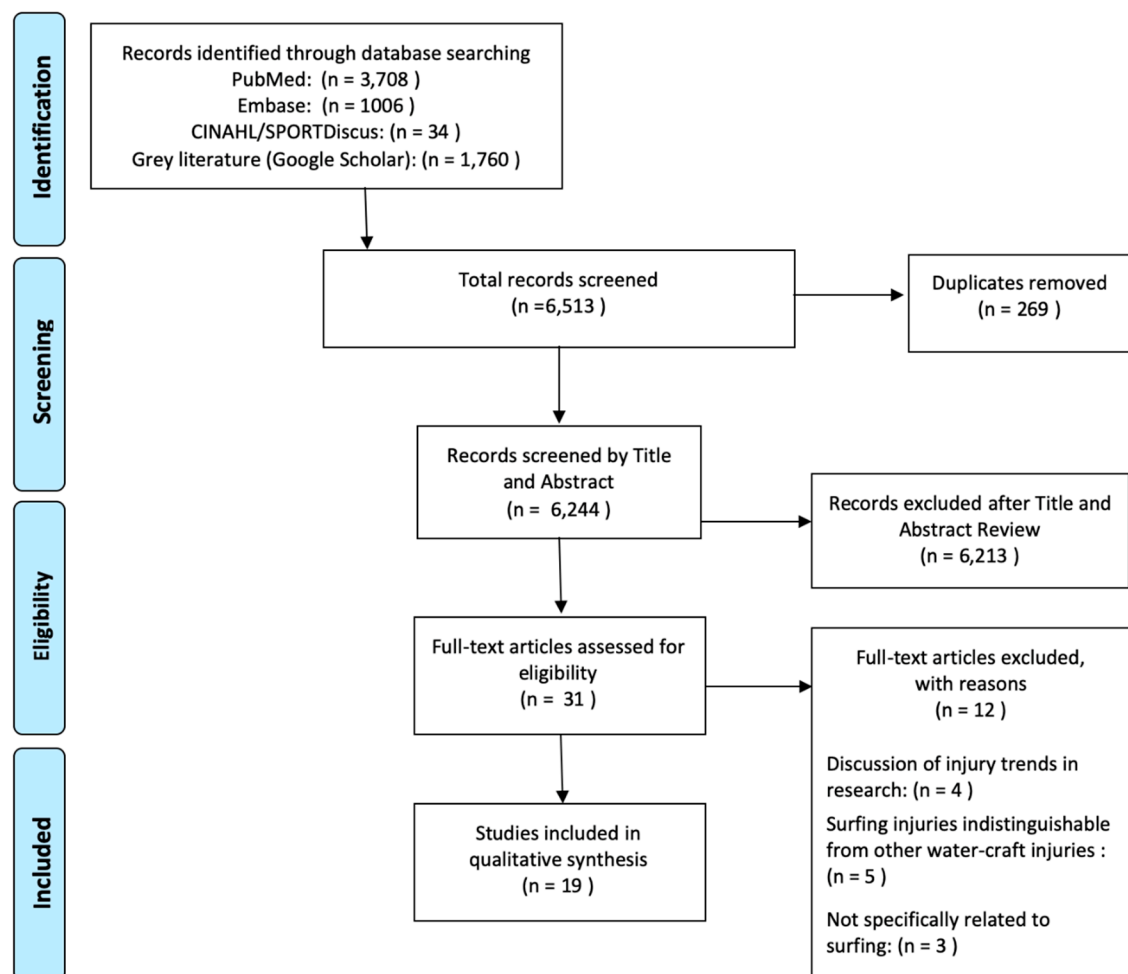 Identification
Records identified through database searching
PubMed: (n = 3,708 )
Embase: (n = 1006 )
CINAHL/SPORTDiscus: (n = 34 )
Grey literature (Google Scholar): (n = 1,760 )
Screening
Total records screened
(n =6,513 )
Duplicates removed
(n = 269 )
Records screened by Title
and Abstract
(n = 6,244 )
Records excluded after Title and
Abstract Review
(n = 6,213 )
Eligibility
Full-text articles assessed for
eligibility
(n = 31 )
Full-text articles excluded,
with reasons
(n = 12 )
Discussion of injury trends in
research: (n = 4 )
Surfing injuries indistinguishable
from other water-craft injuries :
(n = 5 )
Not specifically related to
surfing: (n = 3 )
Included
Studies included in
qualitative synthesis
(n = 19 )